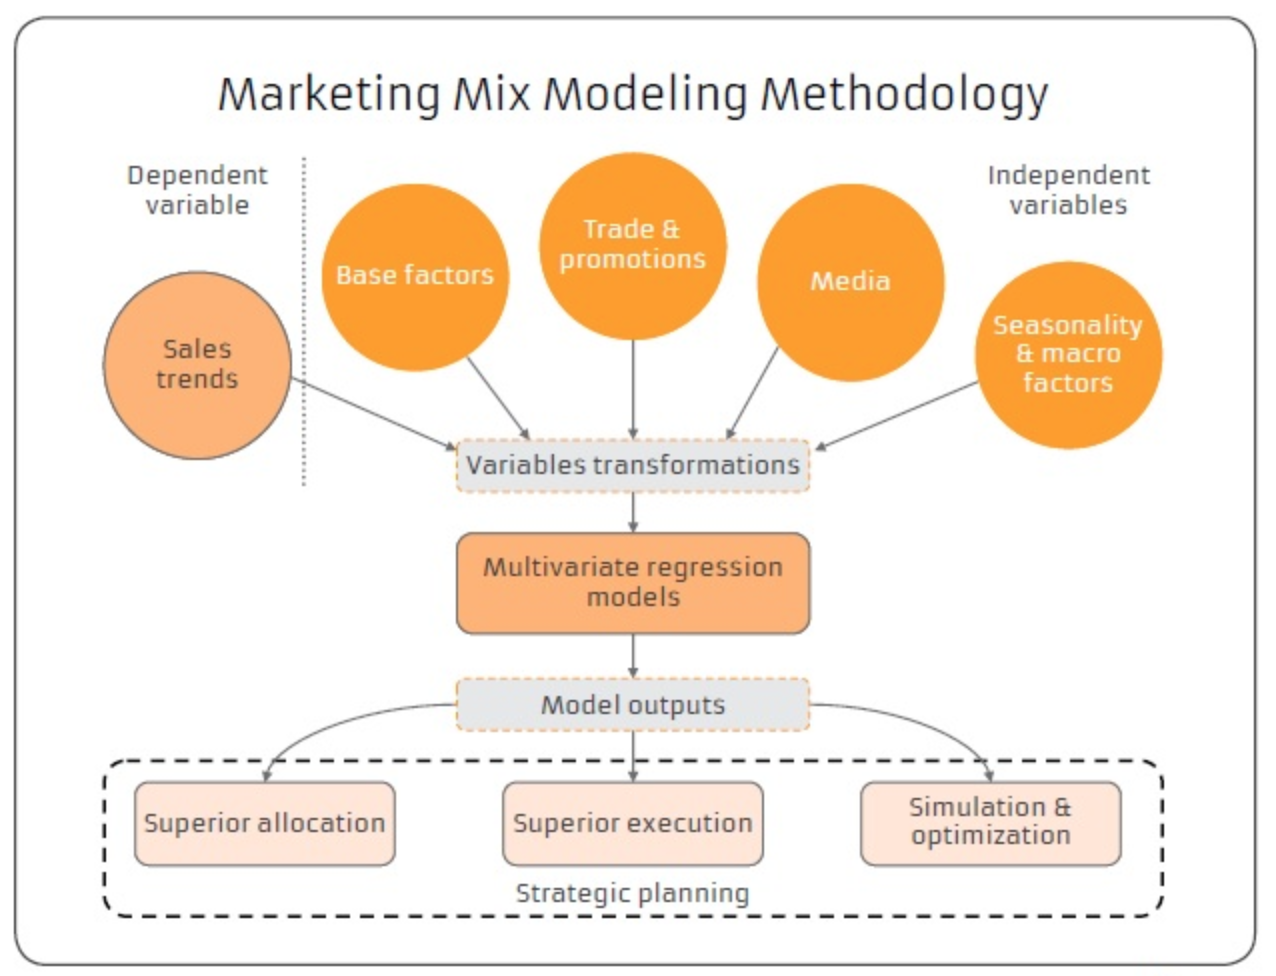 Marketing Mix Modeling Methodology
Dependent
variable
Independent
variables
Sales
trends
Base factors
Trade &
promotions
Media
Seasonality
& macro
factors
Variables transformations
Multivariate regression
models
Model outputs
Superior allocation
Superior execution
Simulation &
optimization
Strategic planning